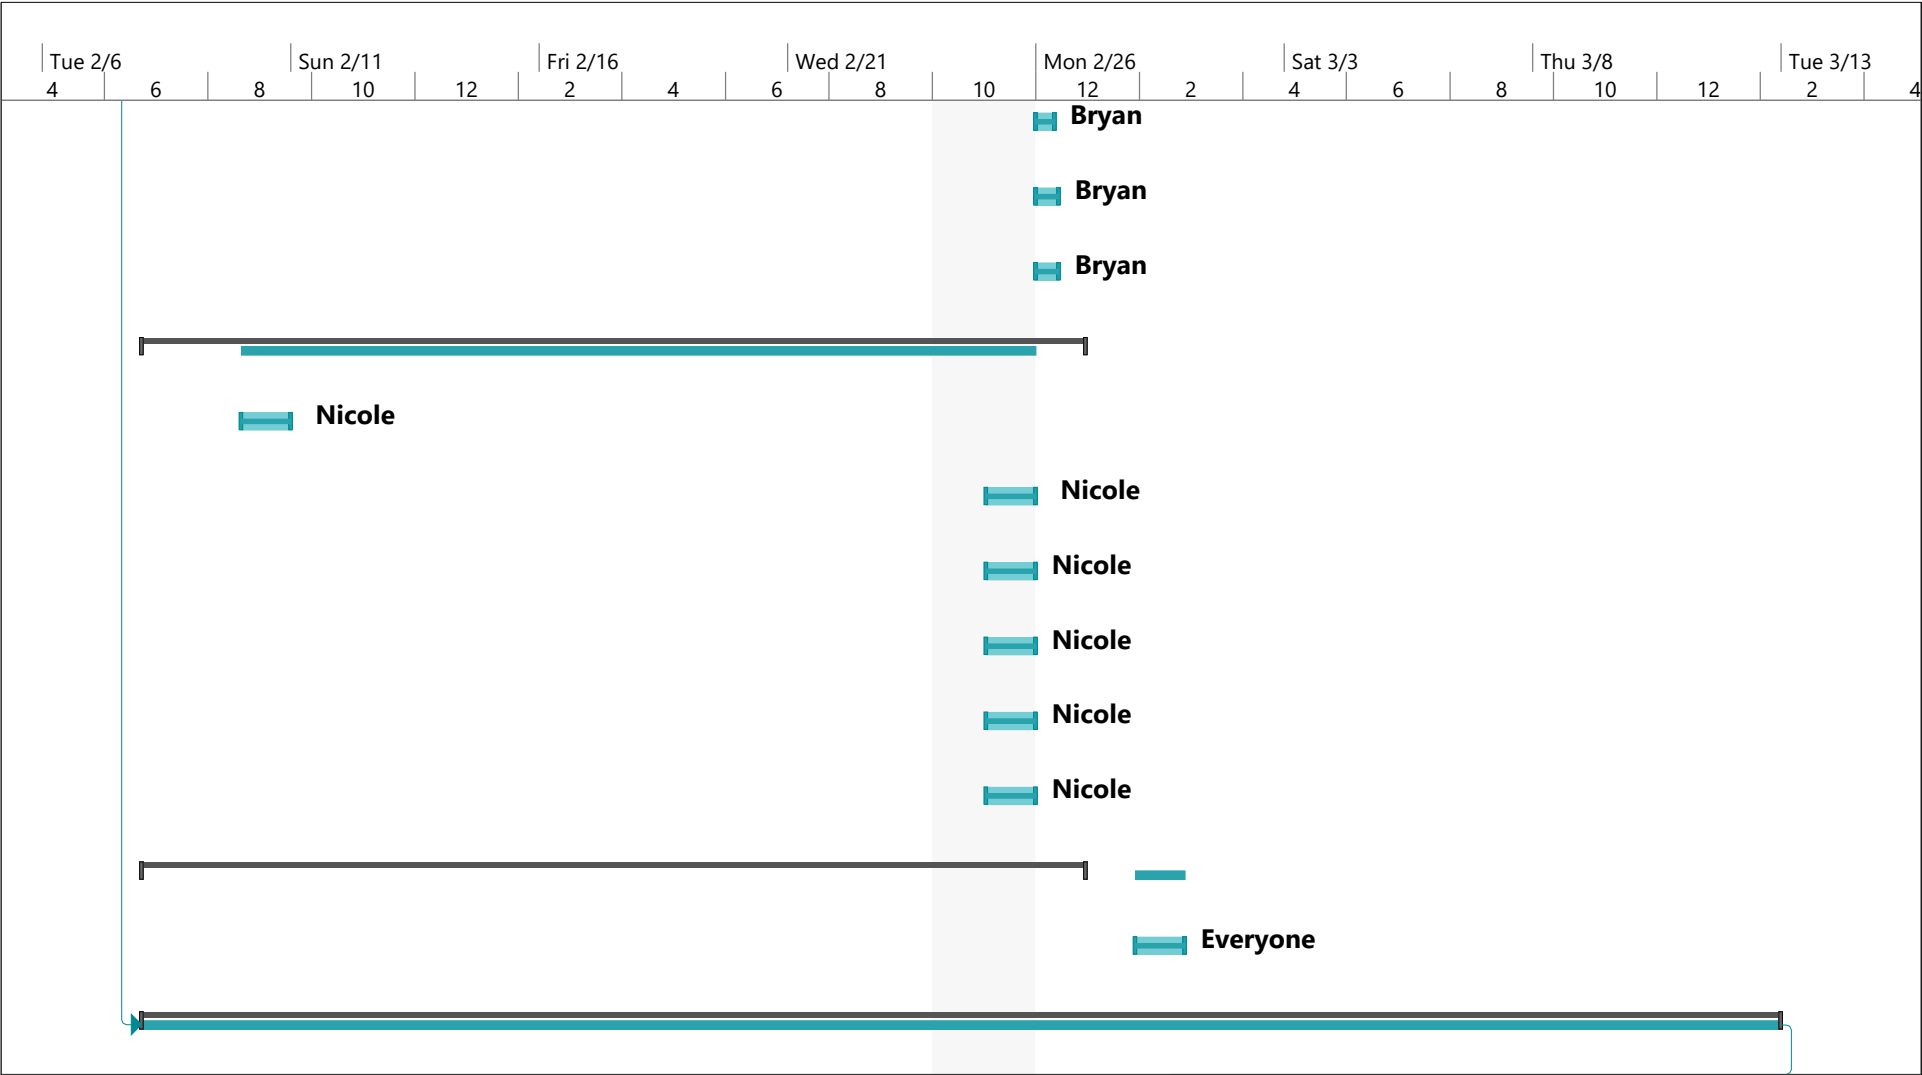 Tue 2/6 Sun 2/11 Fri 2/16 Wed 2/21 Mon 2/26 Sat 3/3 Thu 3/8 Tue 3/13
4 6 8 10 12 2 4 6 8 10 12 2 4 6 8 10 12 2 4
Bryan
Bryan
Bryan
Nicole
Nicole
Nicole
Nicole
Nicole
Nicole
Everyone